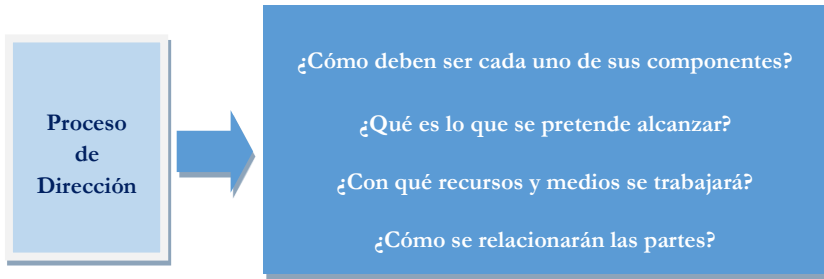 Proceso
de
Dirección
¿Cómo deben ser cada uno de sus componentes?
¿Qué es lo que se pretende alcanzar?
¿Con qué recursos y medios se trabajará?
¿Cómo se relacionarán las partes?